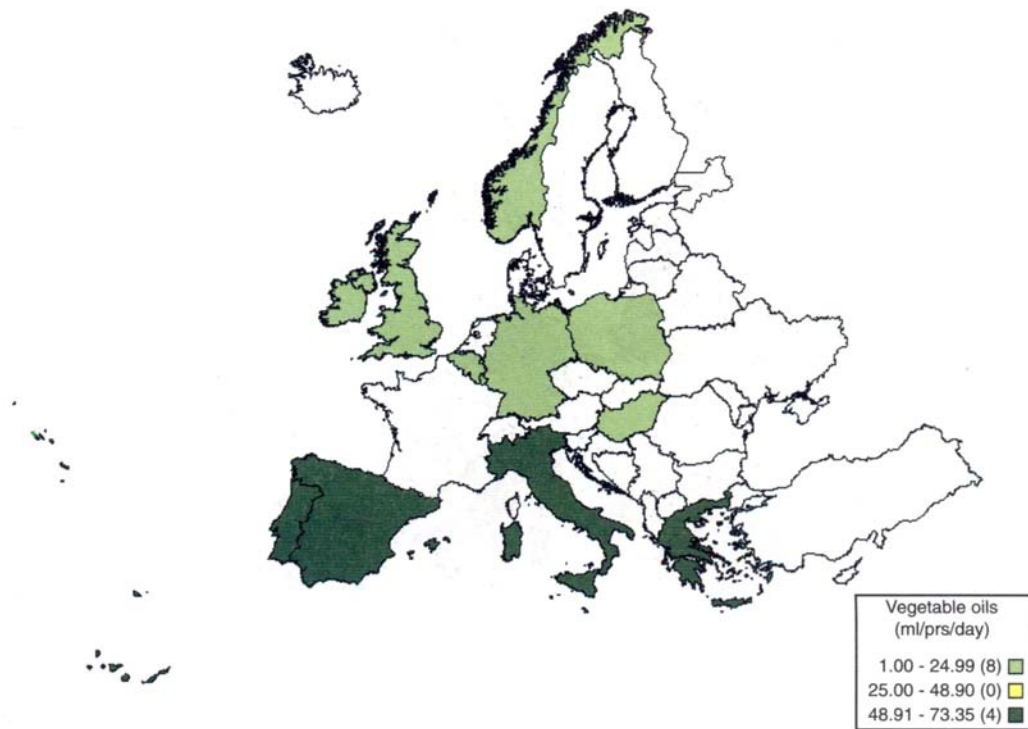 Vegetable oils
(ml/prs/day)
1.00 - 24.99 (8)
25.00 - 48.90 (0)
48.91 - 73.35 (4)